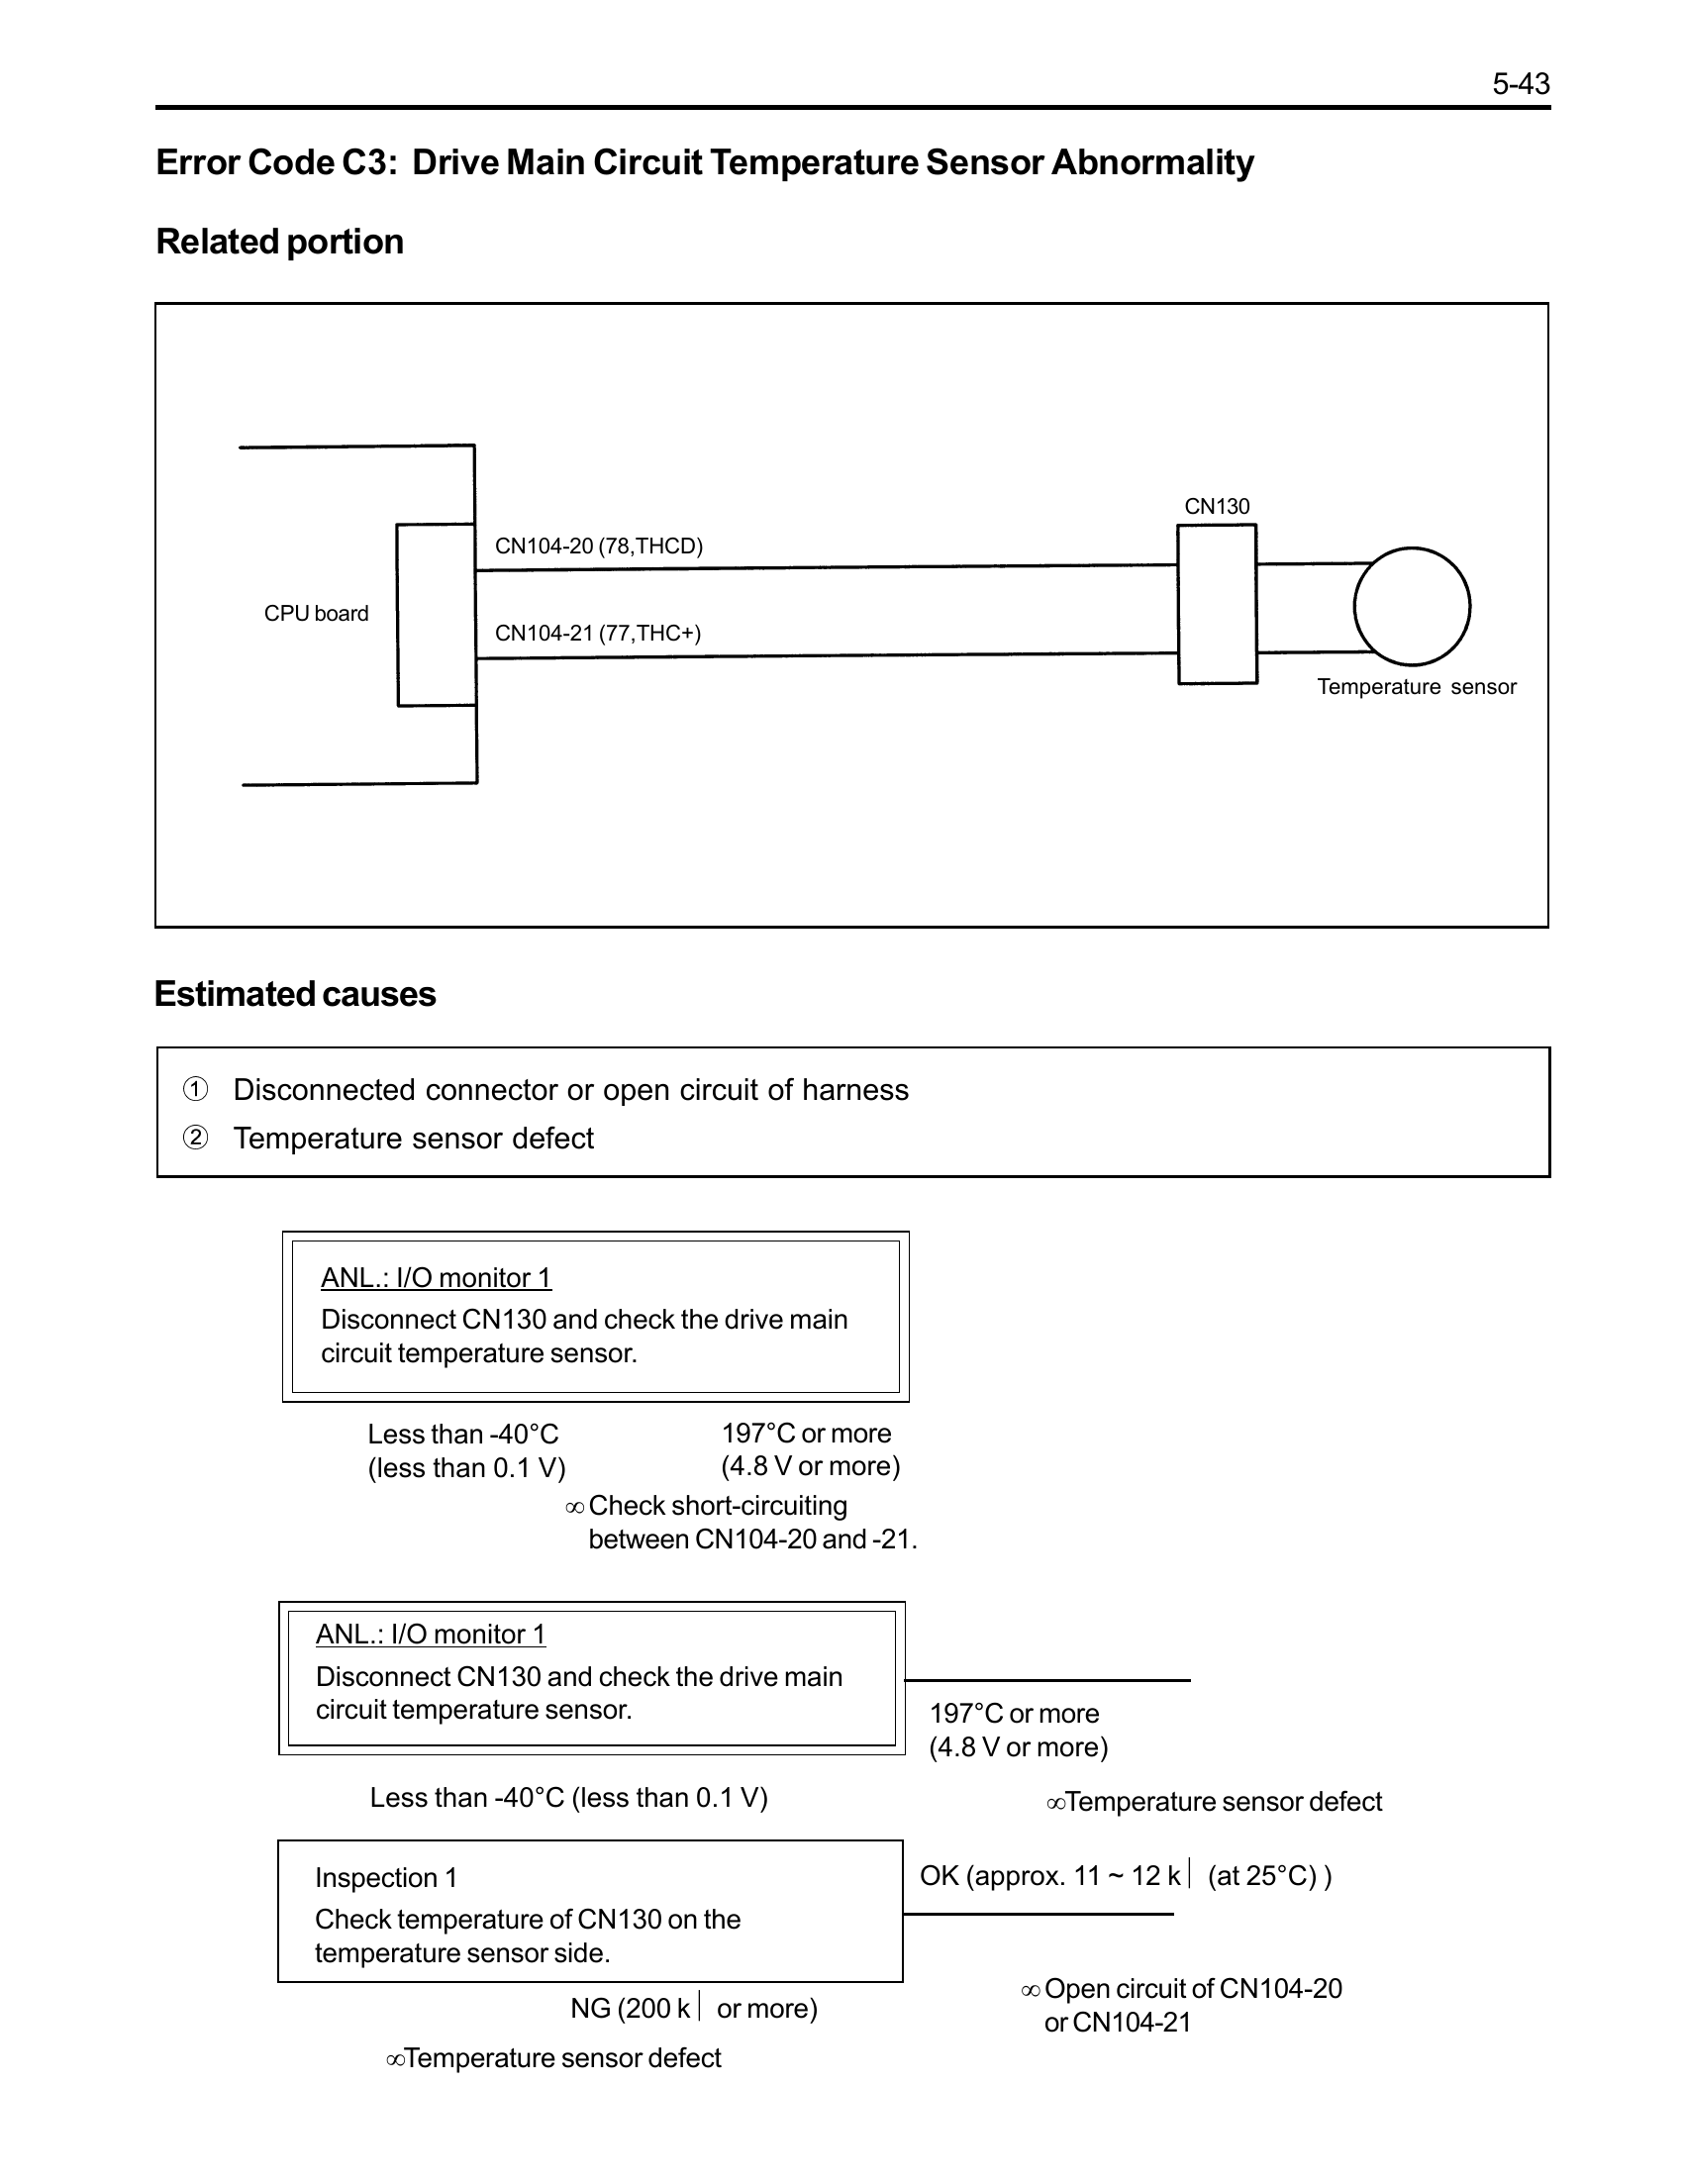 5-43
Error Code C3: Drive Main Circuit Temperature Sensor Abnormality
Related portion
CN130
CN104-20 (78,THCD)
CPU board
CN104-21 (77,THC+)
Temperature sensor
Estimated causes
① Disconnected connector or open circuit of harness
② Temperature sensor defect
ANL.: I/O monitor 1
Disconnect CN130 and check the drive main
circuit temperature sensor.
Less than -40°C
(less than 0.1 V)
197°C or more
(4.8 V or more)
∞ Check short-circuiting
between CN104-20 and -21.
ANL.: I/O monitor 1
Disconnect CN130 and check the drive main
circuit temperature sensor.
197°C or more
(4.8 V or more)
Less than -40°C (less than 0.1 V)
∞Temperature sensor defect
Inspection 1
Check temperature of CN130 on the
temperature sensor side.
OK (approx. 11 ~ 12 k⏐ (at 25°C) )
NG (200 k⏐ or more)
∞ Open circuit of CN104-20
or CN104-21
∞Temperature sensor defect